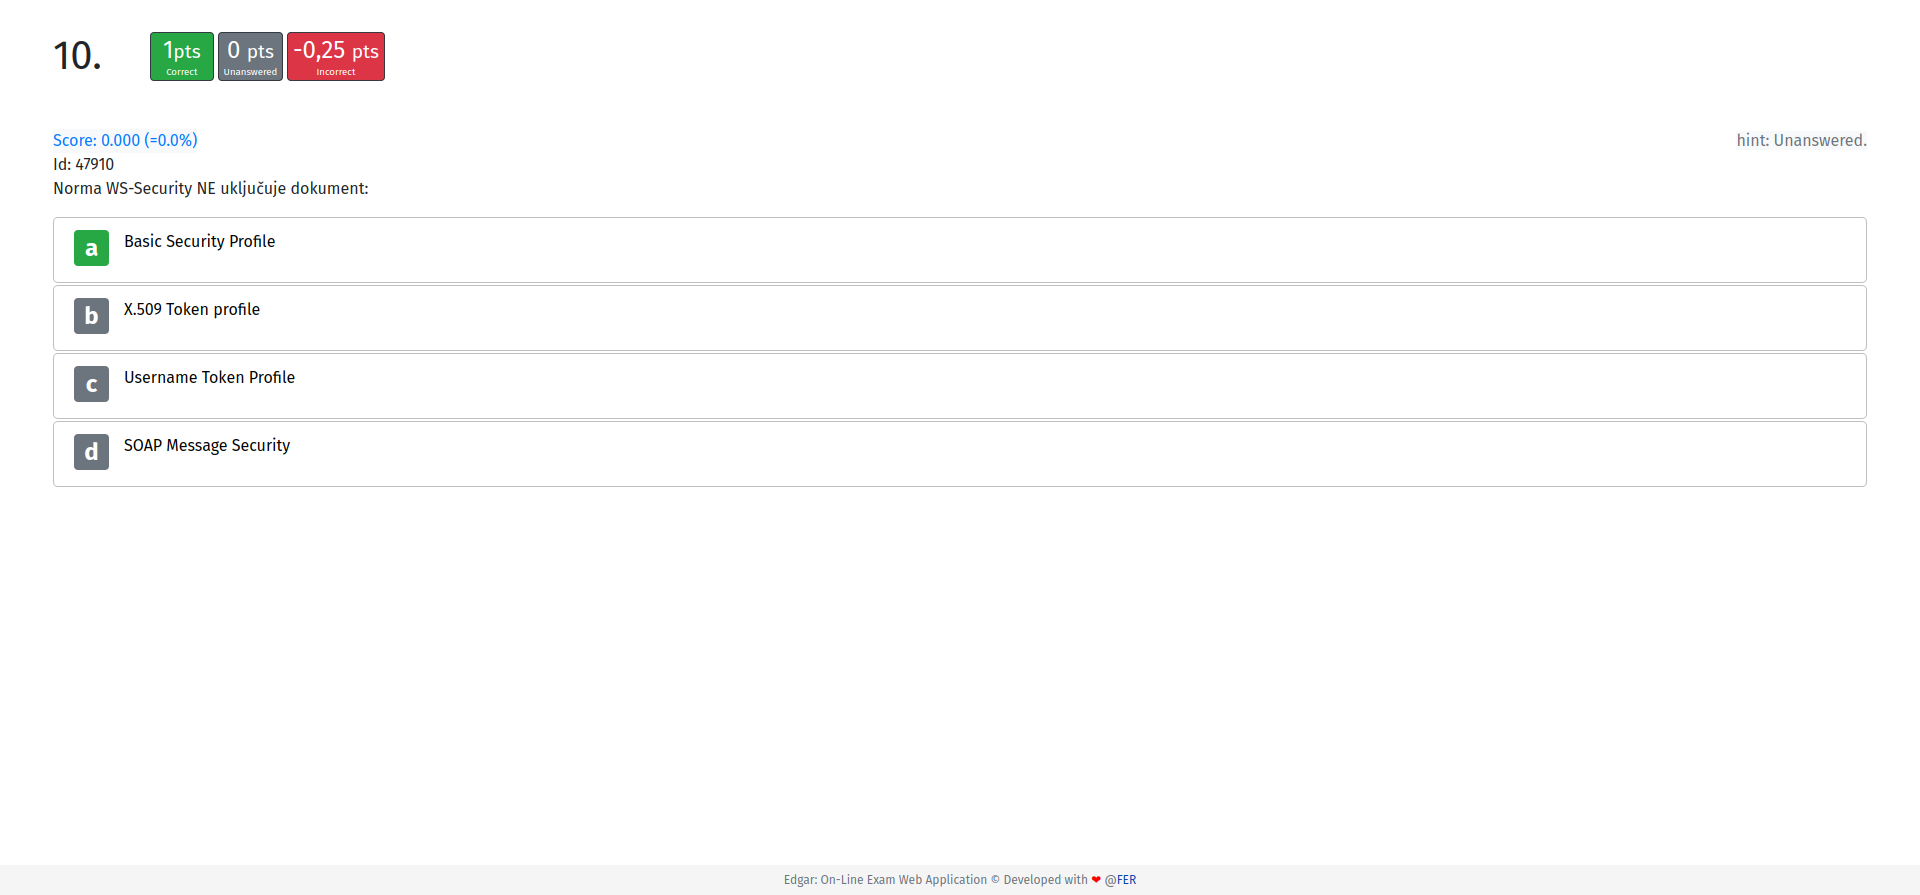 10.
1pts
Correct
0 pts
Unanswered
-0,25 pts
Incorrect
Score: 0.000 (=0.0%)
hint: Unanswered.
Id: 47910
Norma WS-Security NE uključuje dokument:
a Basic Security Profile
b X.509 Token profile
c Username Token Profile
d SOAP Message Security
Edgar: On-Line Exam Web Application © Developed with ❤ @FER